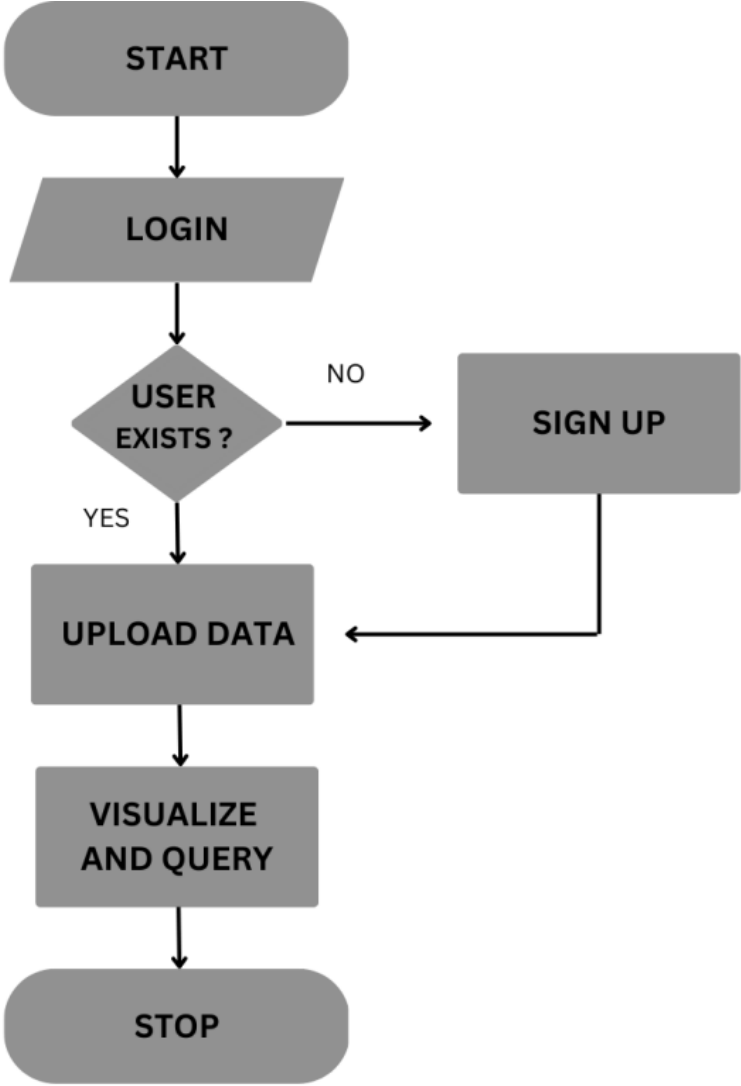 START
LOGIN
USER
EXISTS ?
NO
SIGN UP
YES
UPLOAD DATA
VISUALIZE
AND QUERY
STOP